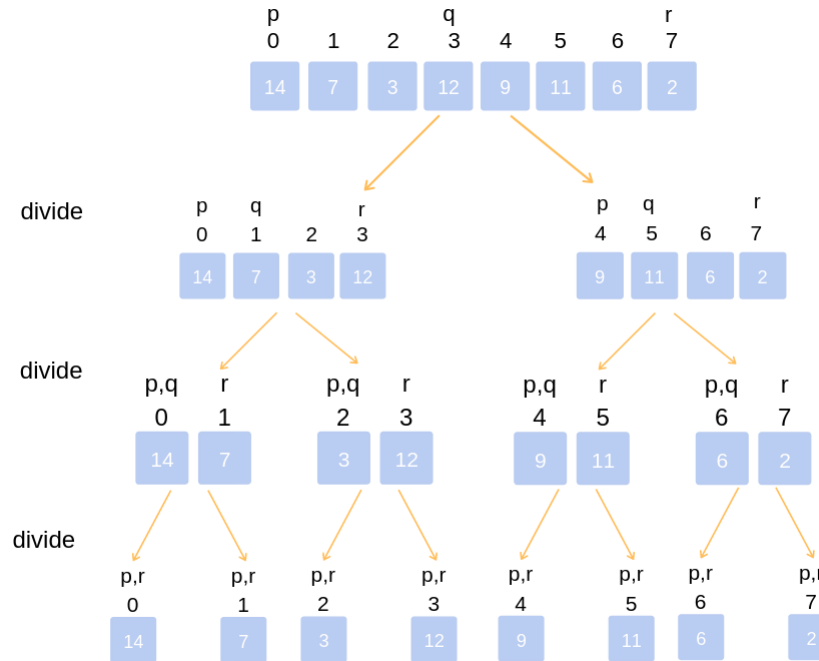 p q r
0 1 2 3 4 5 6 7
14 7 3 12 9 11 6 2
divide
p q r
0 1 2 3
14 7 3 12
p q r
4 5 6 7
9 11 6 2
divide
p,q r
0 1
14 7
p,q r
2 3
3 12
p,q r
4 5
9 11
p,q r
6 7
6 2
divide
p,r p,r p,r p,r p,r p,r p,r p,r
0 1 2 3 4 5 6 7
14 7 3 12 9 11 6 2